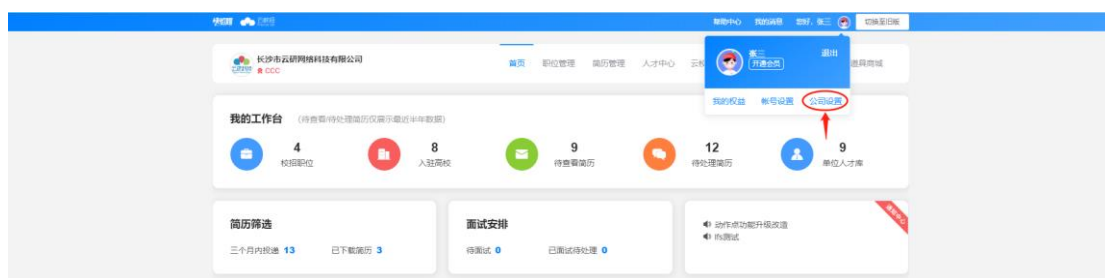 帮助中心 我的消息 您好，张三 切换至旧版
长沙市云研网络科技有限公司
CCC
首页 职位管理 简历管理 人才中心 云校 道具商城
张三 退出
开通会员
我的权益 帐号设置 公司设置
我的工作台 (待查看/待处理简历仅展示最近半年数据)
4 8 9 12 9
校招职位 入驻高校 待查看简历 待处理简历 单位人才库
简历筛选 面试安排
三个月内投递 13 已下载简历 3 待面试 0 已面试待处理 0
动作点功能升级改造